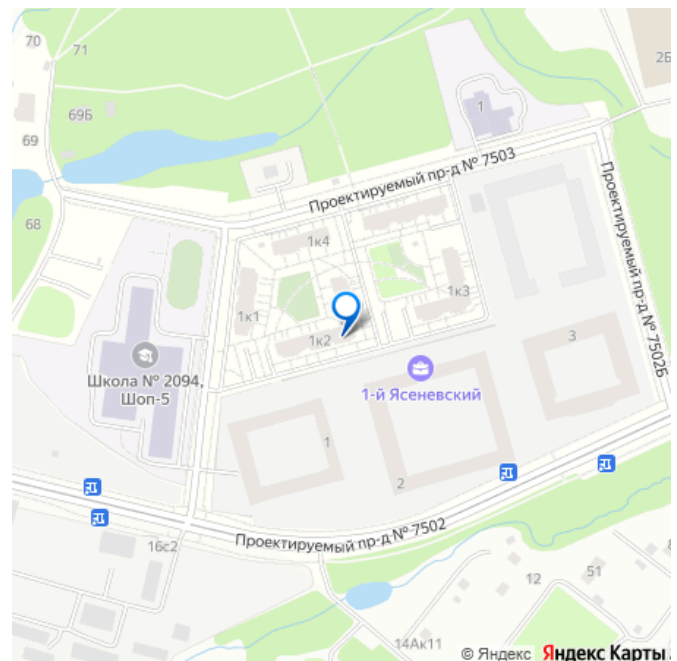 70
71
2Б
69Б
1
69
Проектируемый пр-д № 7503
68
1к4
Проектируемый пр-д № 7502Б
1к3
1к1
1к2
3
Школа № 2094,
Шоп-5
1-й Ясеневский
1
2
Проектируемый пр-д № 7502
16с2
51
12
14Ак11
© Яндекс Яндекс Карты